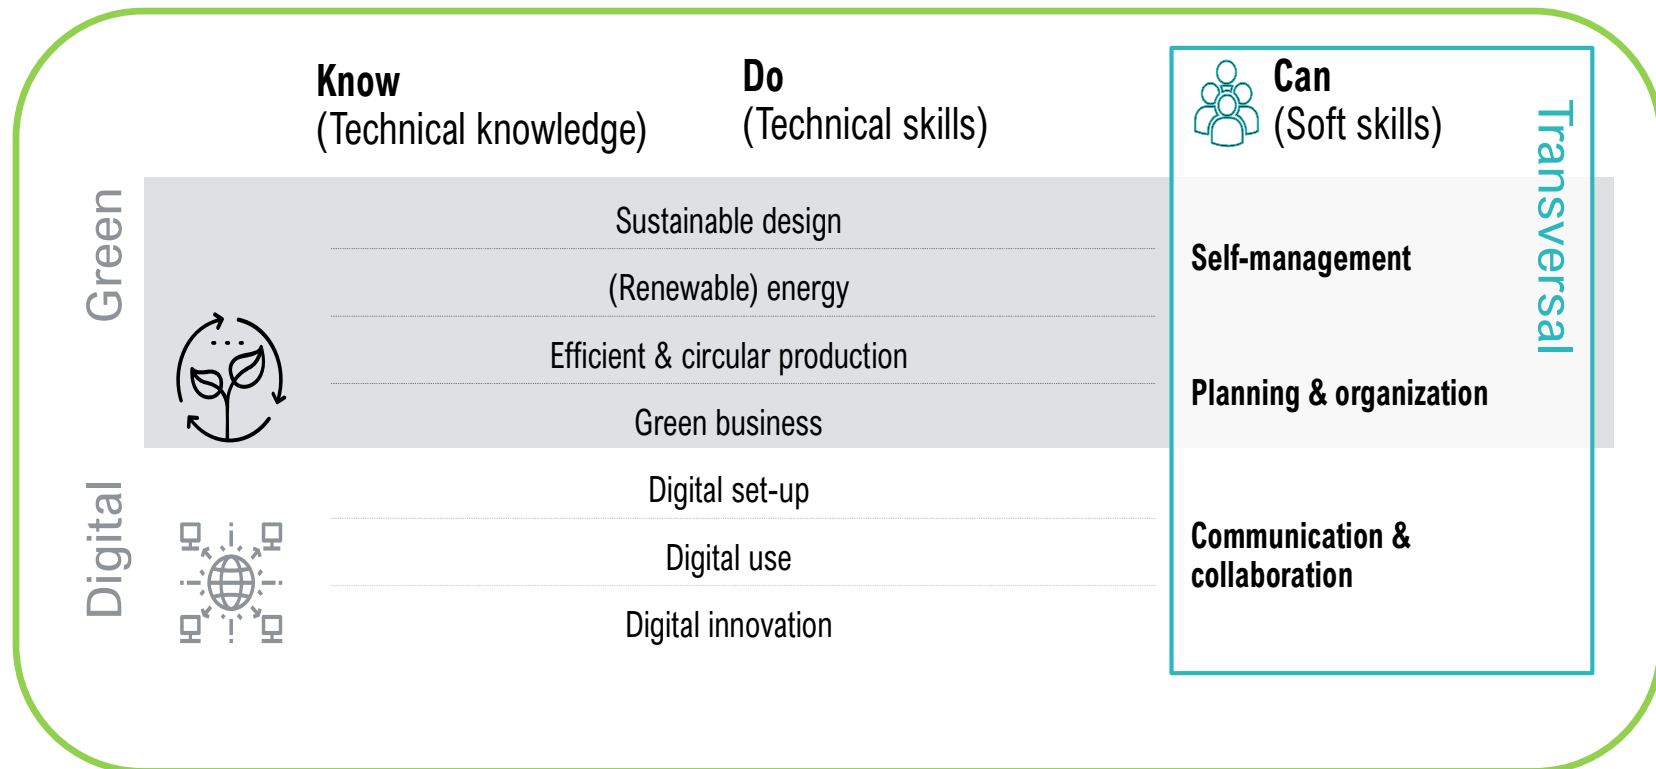 Know
(Technical knowledge)
Do
(Technical skills)
Can
(Soft skills)
Transversal
Green
Sustainable design
(Renewable) energy
Efficient & circular production
Green business
Self-management
Planning & organization
Digital
Digital set-up
Digital use
Digital innovation
Communication &
collaboration